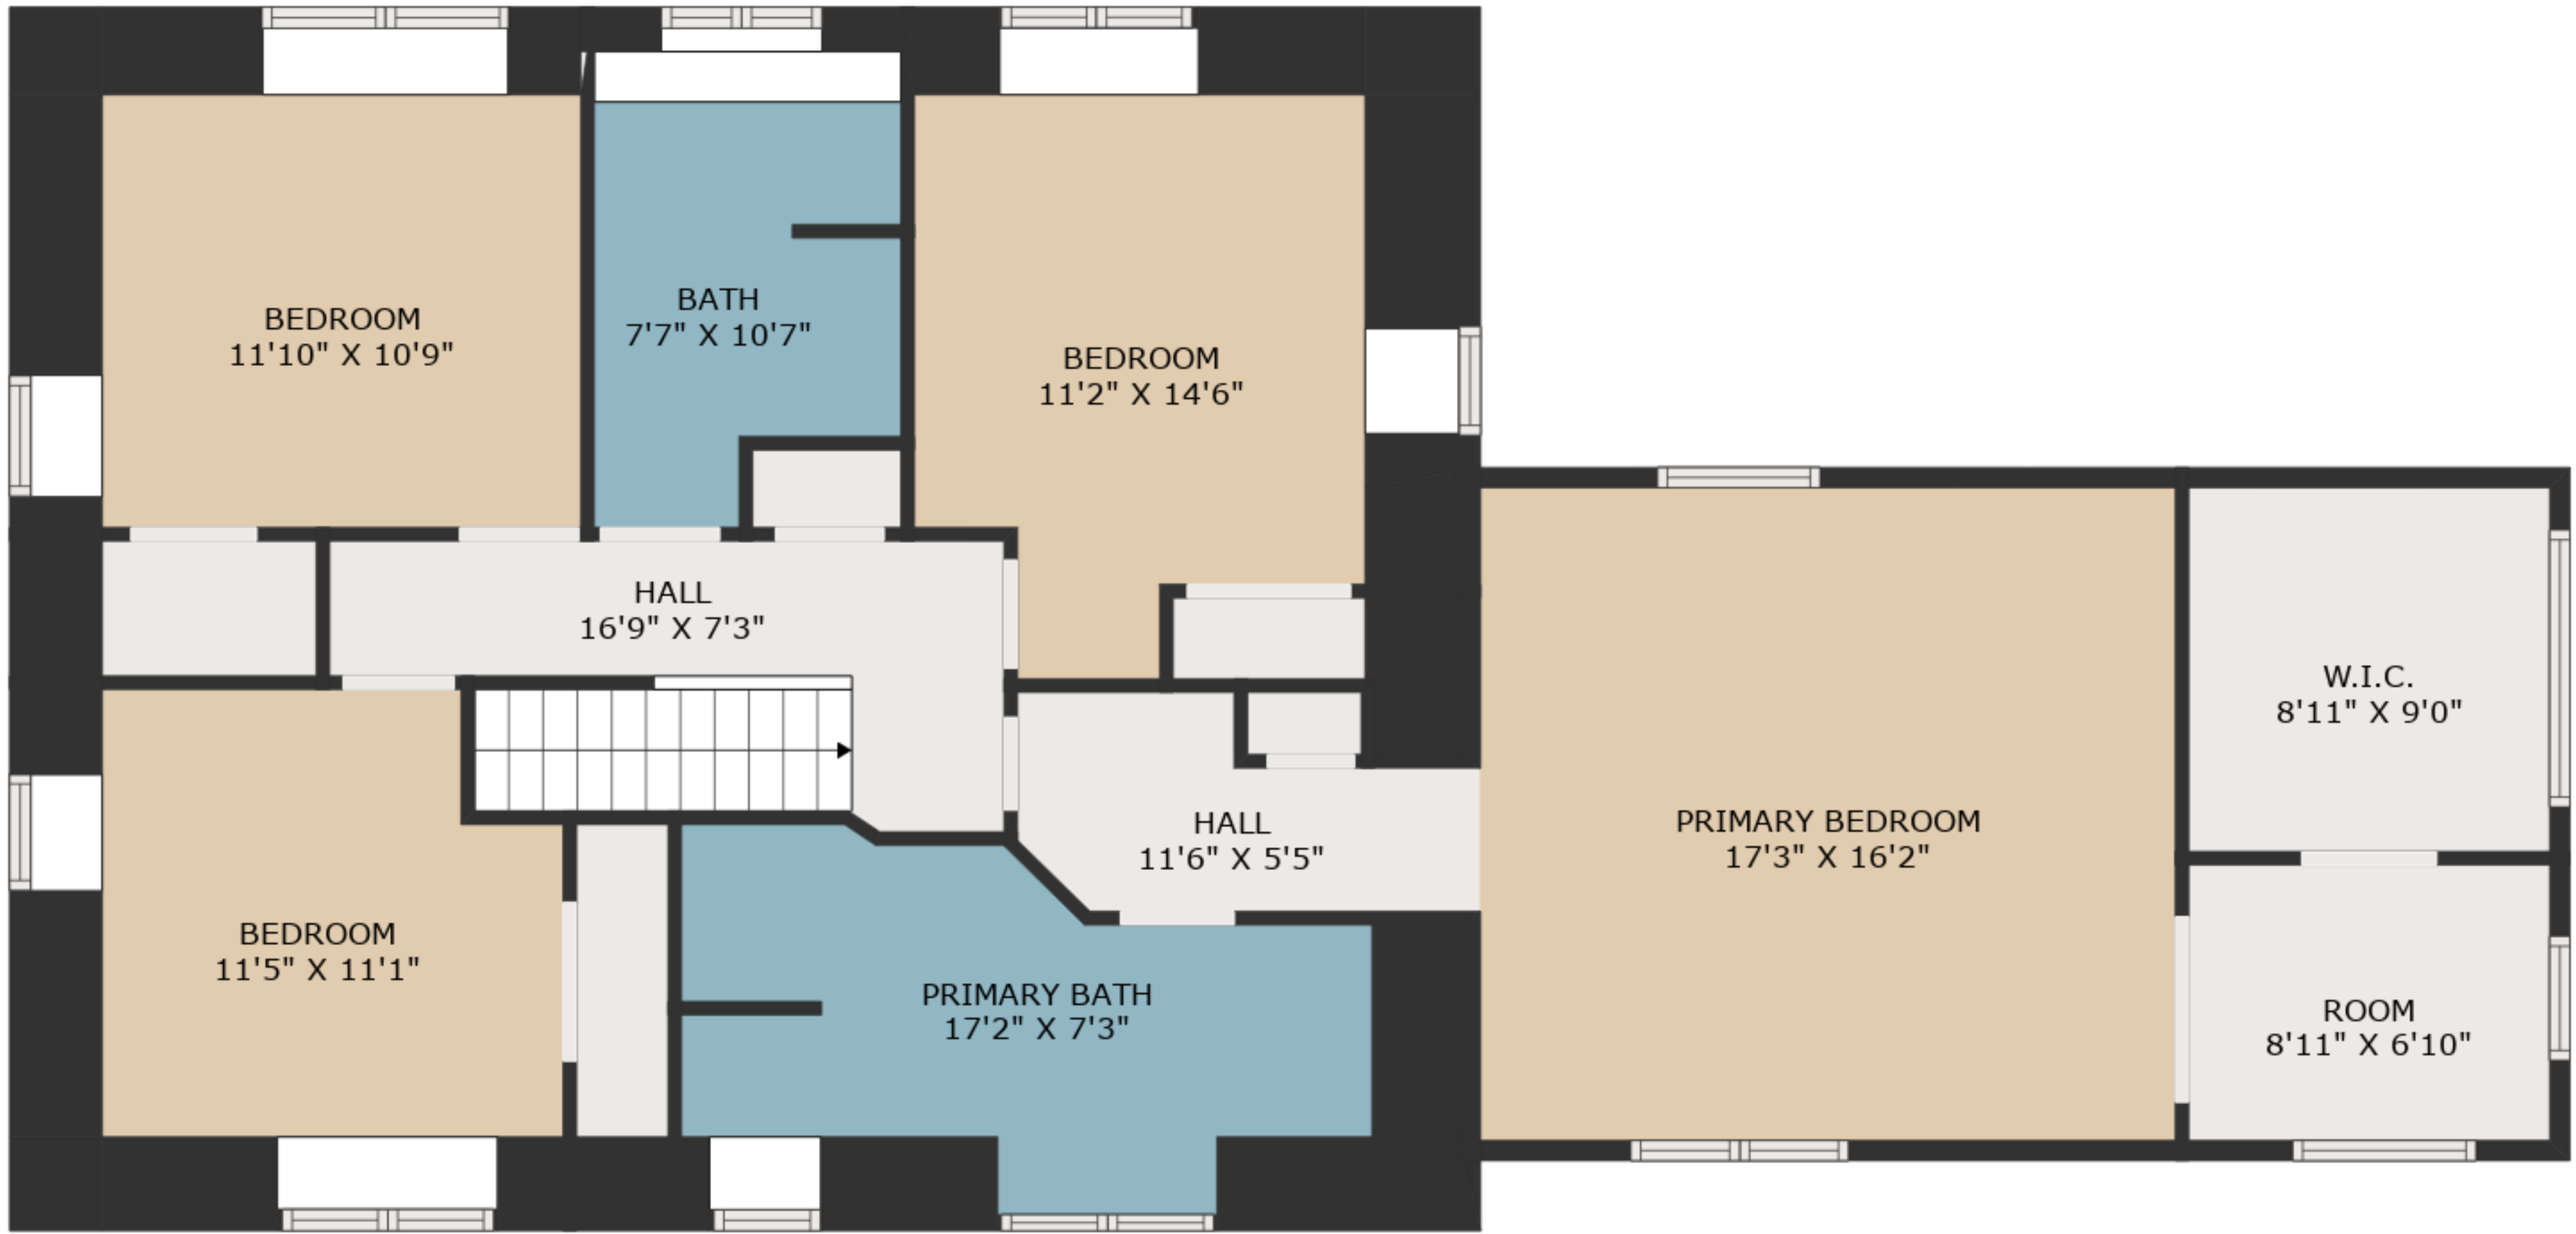 BEDROOM
11'10" X 10'9"
BATH
7'7" X 10'7"
BEDROOM
11'2" X 14'6"
HALL
16'9" X 7'3"
W.I.C.
8'11" X 9'0"
HALL
11'6" X 5'5"
PRIMARY BEDROOM
17'3" X 16'2"
BEDROOM
11'5" X 11'1"
PRIMARY BATH
17'2" X 7'3"
ROOM
8'11" X 6'10"